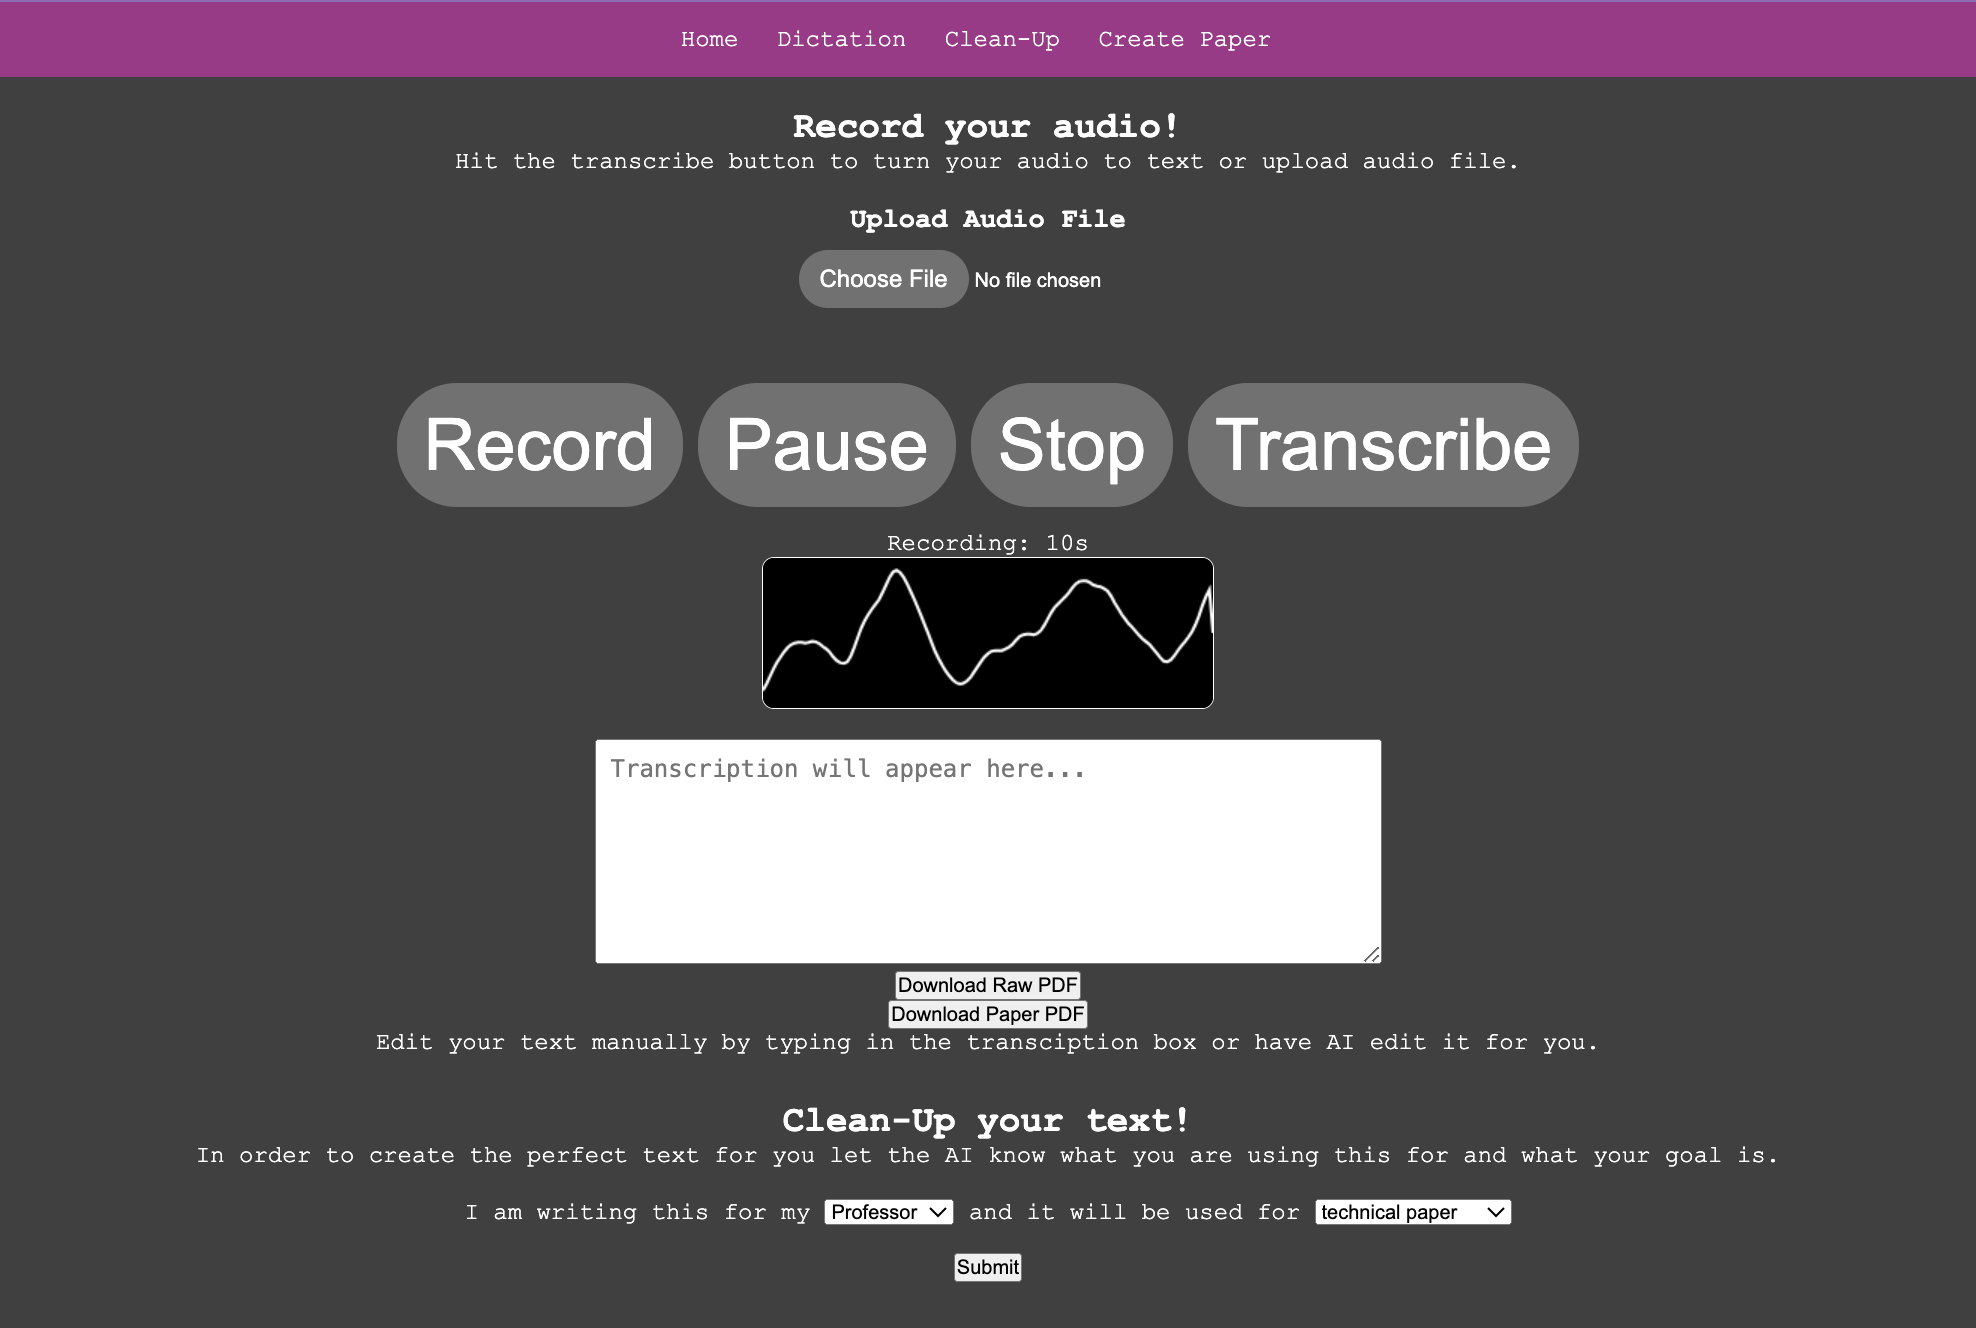 Home Dictation Clean-Up Create Paper
Record your audio!
Hit the transcribe button to turn your audio to text or upload audio file.
Upload Audio File
Choose File No file chosen
Record Pause Stop Transcribe
Recording: 10s
Transcription will appear here...
Download Raw PDF
Download Paper PDF
Edit your text manually by typing in the transciption box or have AI edit it for you.
Clean-Up your text!
In order to create the perfect text for you let the AI know what you are using this for and what your goal is.
I am writing this for my Professor and it will be used for technical paper
Submit